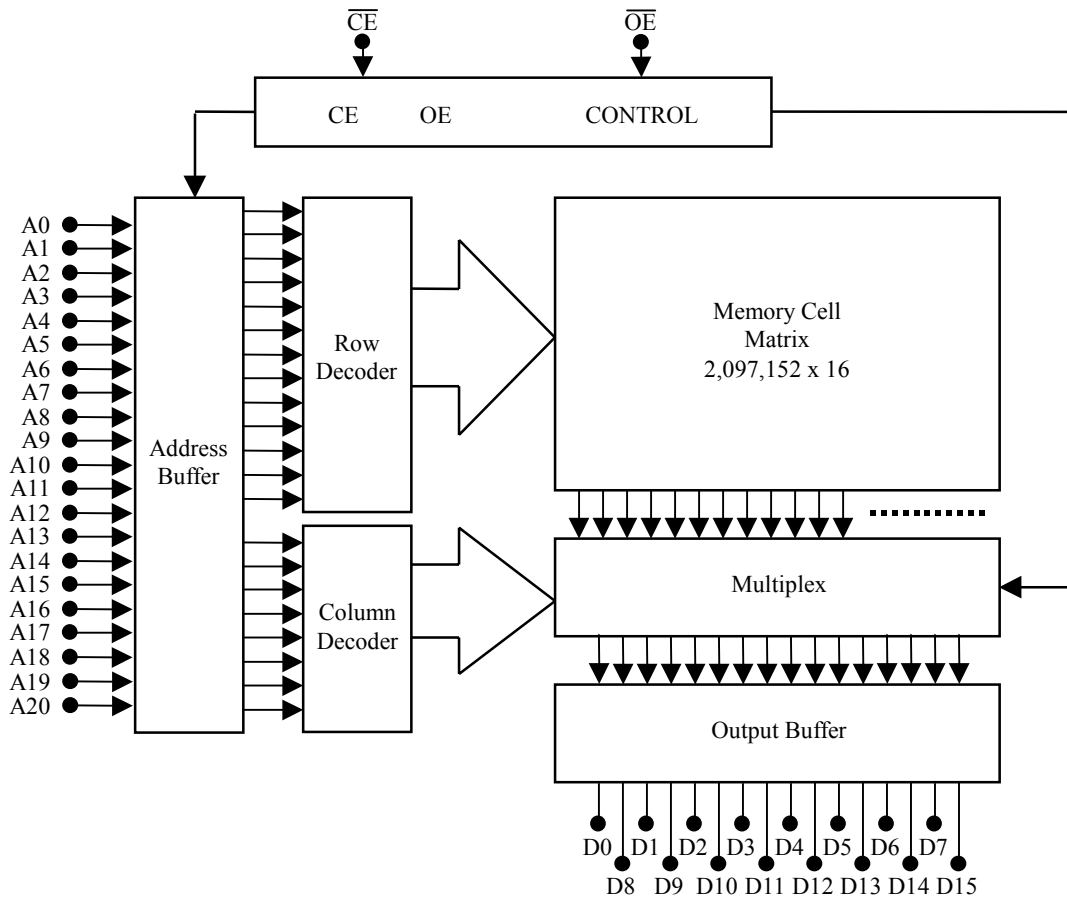 C̅E̅
O̅E̅
CE
OE
CONTROL
A0
A1
A2
A3
A4
A5
A6
A7
A8
A9
A10
A11
A12
A13
A14
A15
A16
A17
A18
A19
A20
Address
Buffer
Row
Decoder
Column
Decoder
Memory Cell
Matrix
2,097,152 x 16
Multiplex
Output Buffer
D0
D1
D2
D3
D4
D5
D6
D7
D8
D9
D10
D11
D12
D13
D14
D15